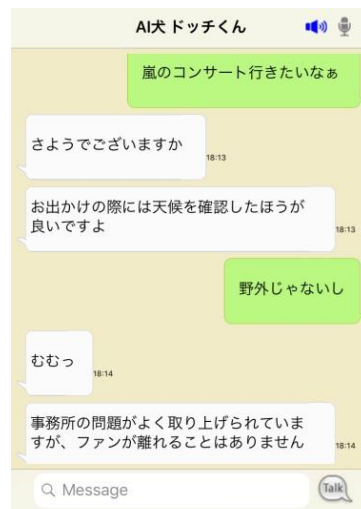 AI犬 ドッチくん
嵐のコンサート行きたいなぁ
さようでございますか
18:13
お出かけの際には天候を確認したほうが
良いですよ
18:13
野外じゃないし
むむっ
18:14
事務所の問題がよく取り上げられていま
すが、ファンが離れることはありません
18:14
Message
Talk